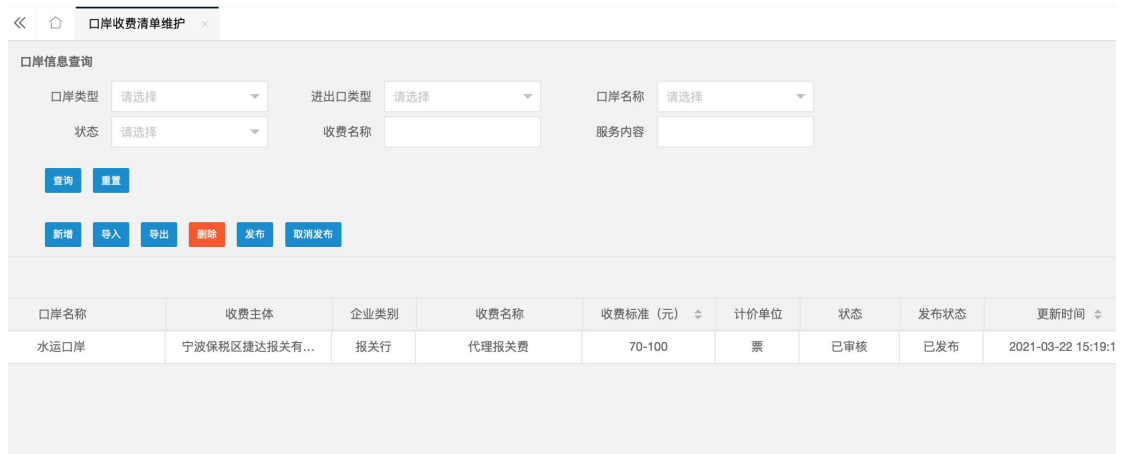 口岸收费清单维护
口岸信息查询
口岸类型 请选择 进出口类型 请选择 口岸名称 请选择
状态 请选择 收费名称 服务内容
查询 重置
新增 导入 导出 删除 发布 取消发布
口岸名称 收费主体 企业类别 收费名称 收费标准（元） 计价单位 状态 发布状态 更新时间
水运口岸 宁波保税区捷达报关有... 报关行 代理报关费 70-100 票 已审核 已发布 2021-03-22 15:19:1